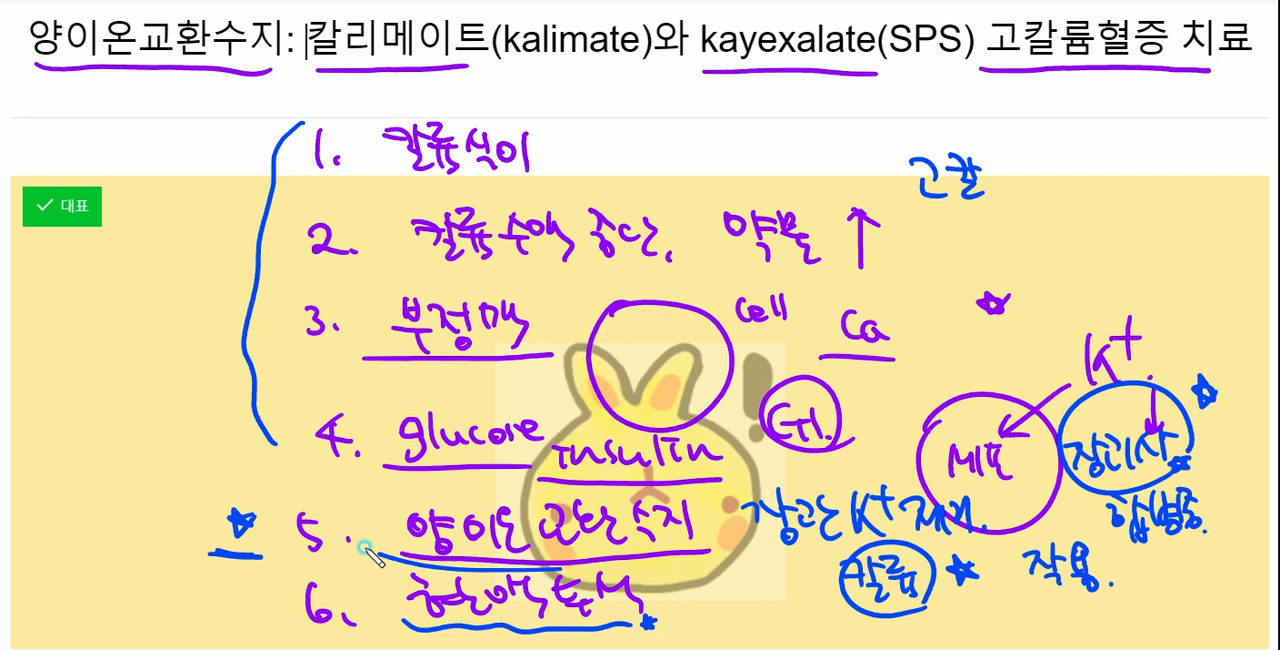 양이온교환수지: 칼리메이트(kalimate)와 kayexalate(SPS) 고칼륨혈증 치료
1. 칼륨식이
고칼
대표
2. 칼륨수액 중단, 약물 ↑
3. 부정맥 cell Ca
K+
4. glucose insulin
세포
5. 양이온 교환수지 장관 K+ 제거. 합병증.
칼륨 작용.
6. 혈액투석